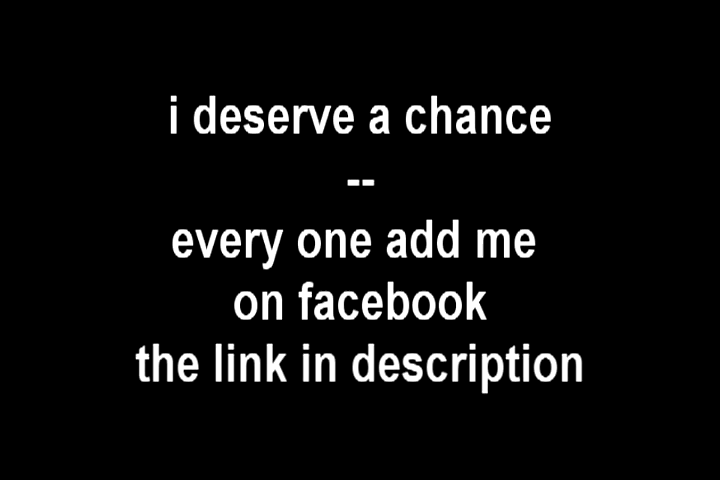 i deserve a chance
--
every one add me
on facebook
the link in description